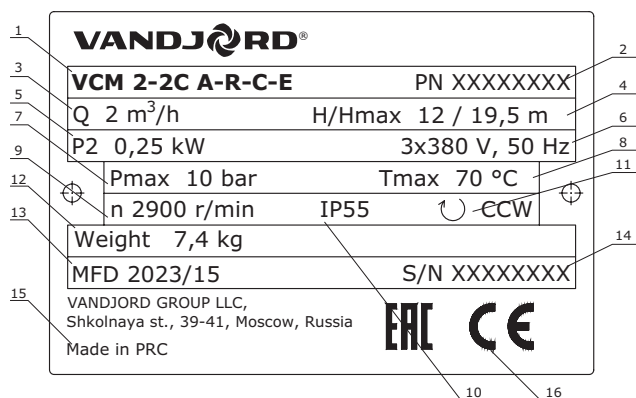 VANDJORD®
1
2
VCM 2-2C A-R-C-E PN XXXXXXXX
3
4
Q 2 m³/h H/Hmax 12 / 19,5 m
5
6
P2 0,25 kW 3x380 V, 50 Hz
7
8
Pmax 10 bar Tmax 70 °C
9
11
n 2900 r/min IP55 CCW
12
Weight 7,4 kg
13
14
MFD 2023/15 S/N XXXXXXXX
15
VANDJORD GROUP LLC,
Shkolnaya st., 39-41, Moscow, Russia
Made in PRC
EAC CE
10
16